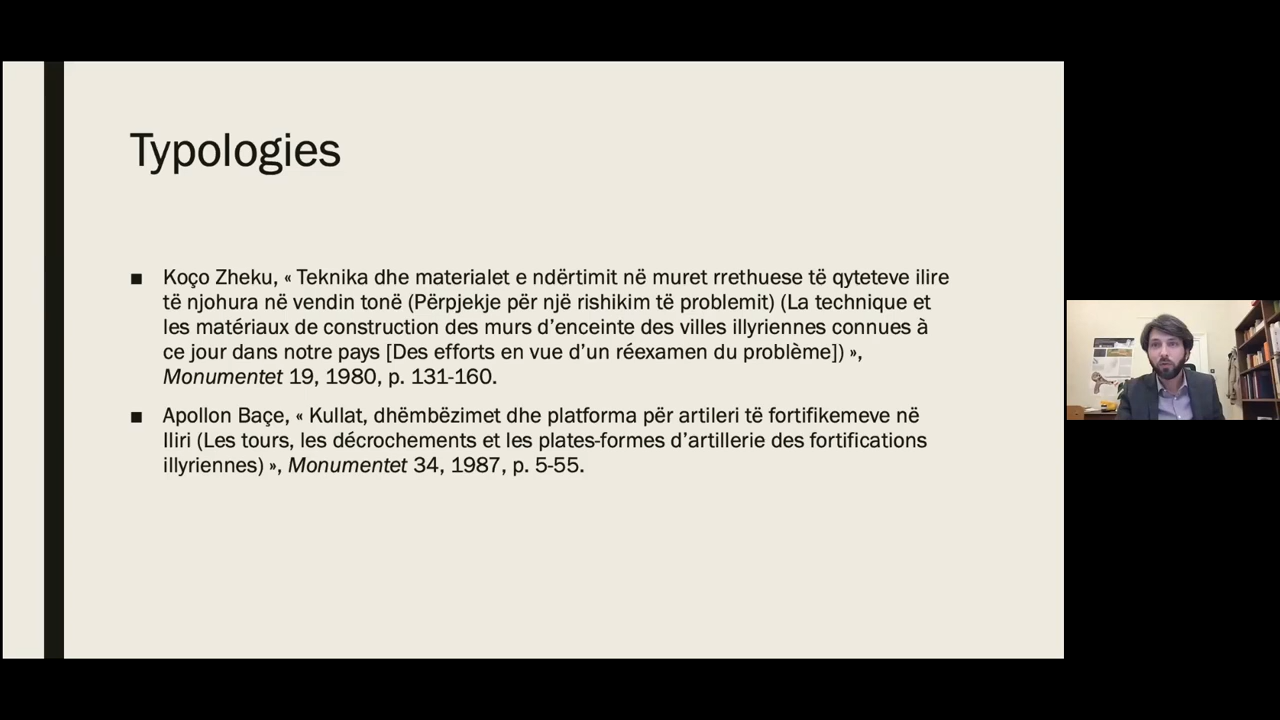 Typologies
Koço Zheku, « Teknika dhe materialet e ndërtimit në muret rrethuese të qyteteve ilire
të njohura në vendin tonë (Përpjekje për një rishikim të problemit) (La technique et
les matériaux de construction des murs d’enceinte des villes illyriennes connues à
ce jour dans notre pays [Des efforts en vue d’un réexamen du problème]) »,
Monumentet 19, 1980, p. 131-160.
Apollon Baçe, « Kullat, dhëmbëzimet dhe platforma për artileri të fortifikemeve në
Iliri (Les tours, les décrochements et les plates-formes d’artillerie des fortifications
illyriennes) », Monumentet 34, 1987, p. 5-55.